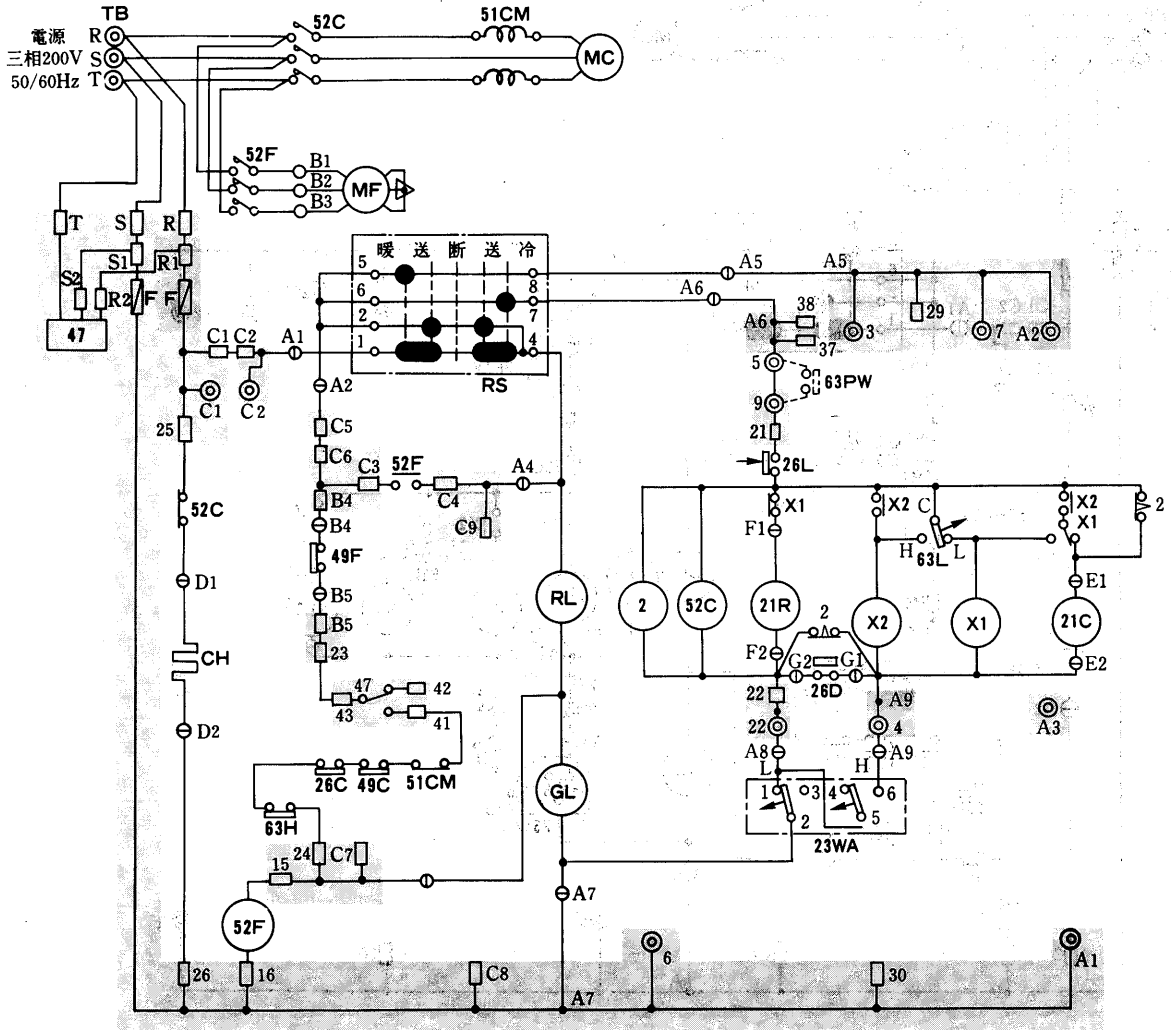 TB
電源 R
三相200V S
50/60Hz T
52C
51CM
MC
52F
B1
B2
B3
MF
T
S
R
S1
R1
S2
R2
F
F
47
暖 送 断 送 冷
5
6
2
1
8
7
4
RS
A5
A5
A6
A6
38
37
3
29
7
A2
C1
C2
A1
C1
C2
A2
25
C5
C6
C3
52F
C4
A4
C9
B4
B4
49F
B5
B5
23
5
63PW
9
21
26L
52C
D1
CH
D2
X1
F1
X2
C
H
63L
L
X2
X1
2
E1
RL
2
52C
21R
2
X2
X1
21C
E2
F2
G2
G1
26D
22
22
A8
L
A9
4
A9
H
A3
47
43
42
41
26C
49C
51CM
63H
24
C7
15
GL
1
3
2
4
5
6
23WA
A7
52F
26
16
C8
A7
6
30
A1